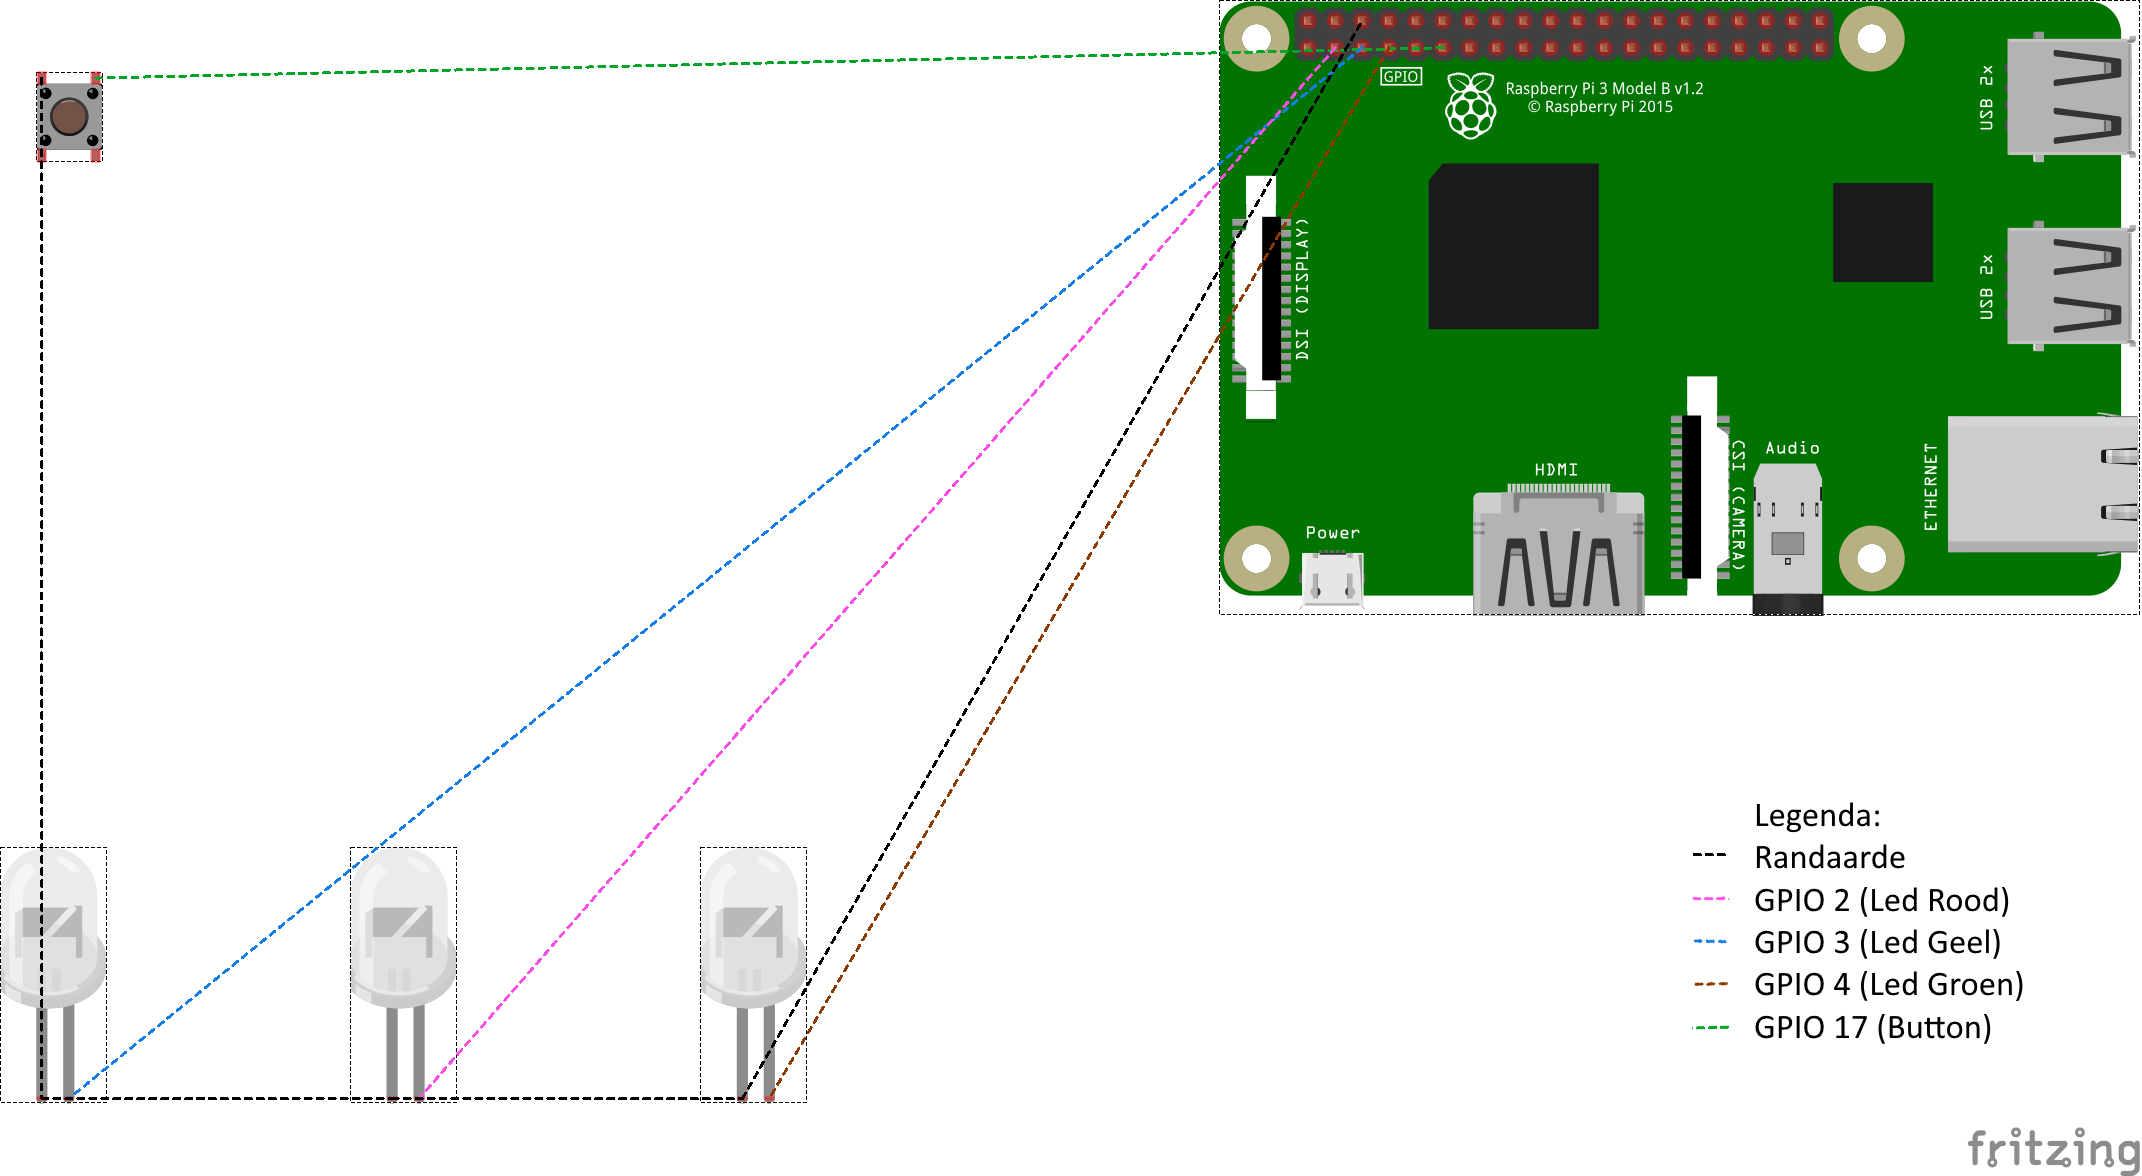 GPIO
Raspberry Pi 3 Model B v1.2
© Raspberry Pi 2015
USB 2x
DSI (DISPLAY)
USB 2x
HDMI
Audio
CSI (CAMERA)
ETHERNET
Power
Legenda:
Randaarde
GPIO 2 (Led Rood)
GPIO 3 (Led Geel)
GPIO 4 (Led Groen)
GPIO 17 (Button)
fritzing